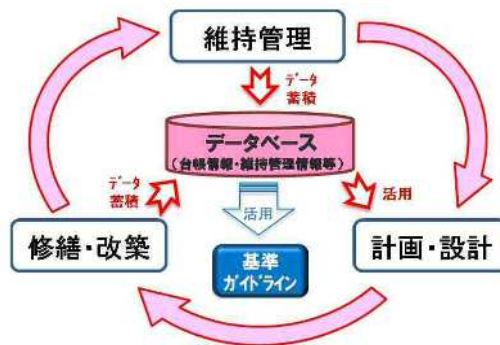 維持管理
データ
蓄積
データベース
(台帳情報・維持管理情報等)
データ
蓄積
活用
活用
修繕・改築
計画・設計
基準
ガイドライン